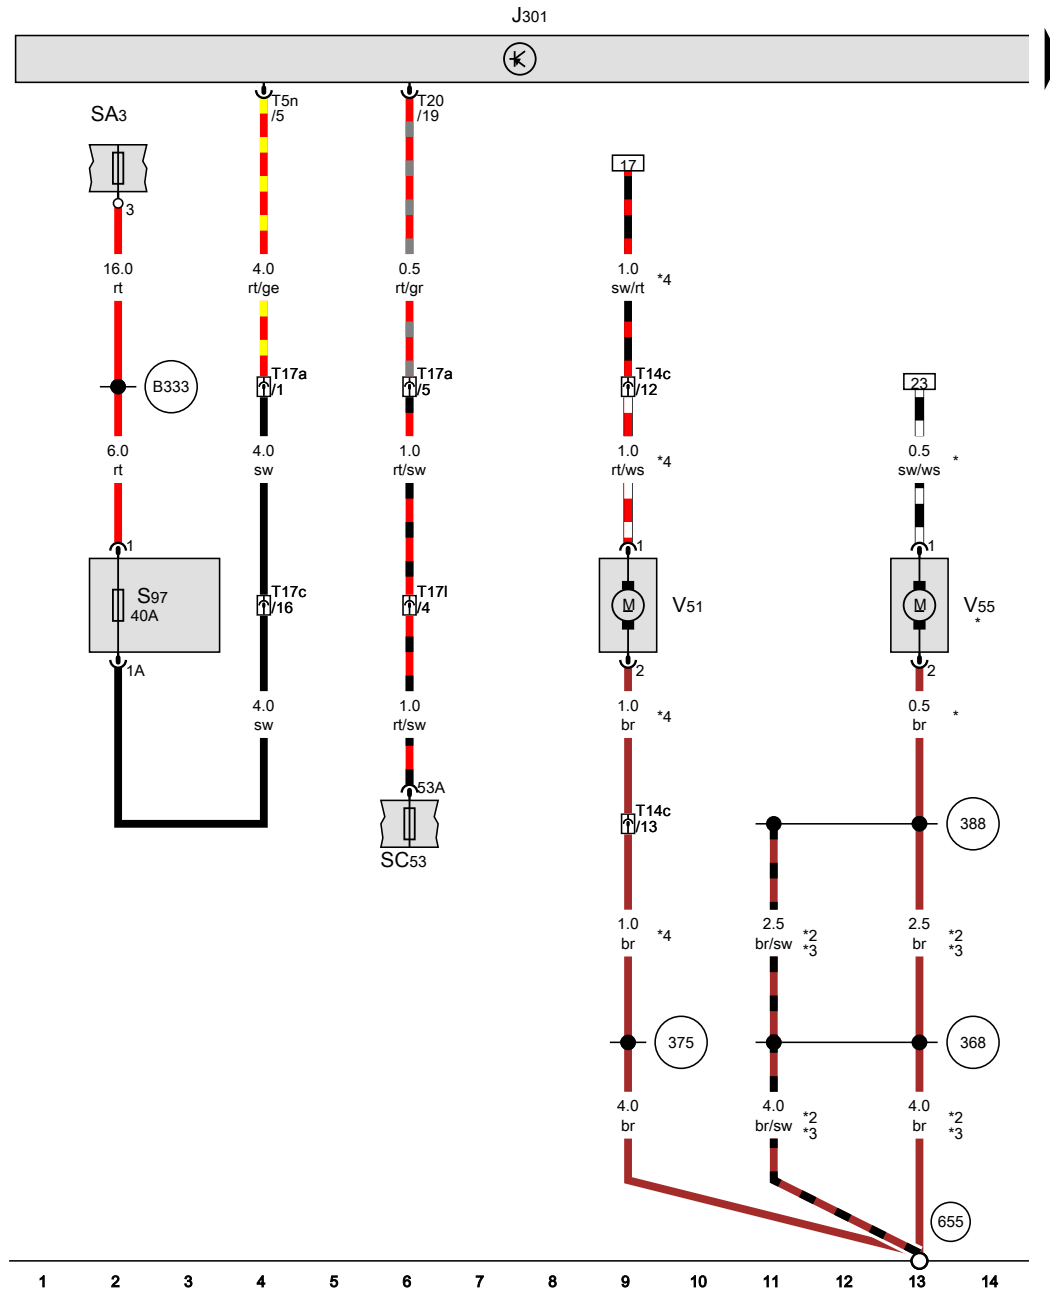 J301
T5n
/5
T20
/19
SA3
3
17
16.0
rt
4.0
rt/ge
0.5
rt/gr
1.0
sw/rt
*4
B333
T17a
/1
T17a
/5
T14c
/12
23
6.0
rt
4.0
sw
1.0
rt/sw
1.0
rt/ws
*4
0.5
sw/ws
*
1
1
1
S97
40A
T17c
/16
T17l
/4
M
V51
M
V55
*
1A
2
2
4.0
sw
1.0
rt/sw
1.0
br
*4
0.5
br
*
53A
SC53
T14c
/13
388
1.0
br
*4
2.5
br/sw
*2
*3
2.5
br
*2
*3
375
368
4.0
br
4.0
br/sw
*2
*3
4.0
br
*2
*3
655
1 2 3 4 5 6 7 8 9 10 11 12 13 14